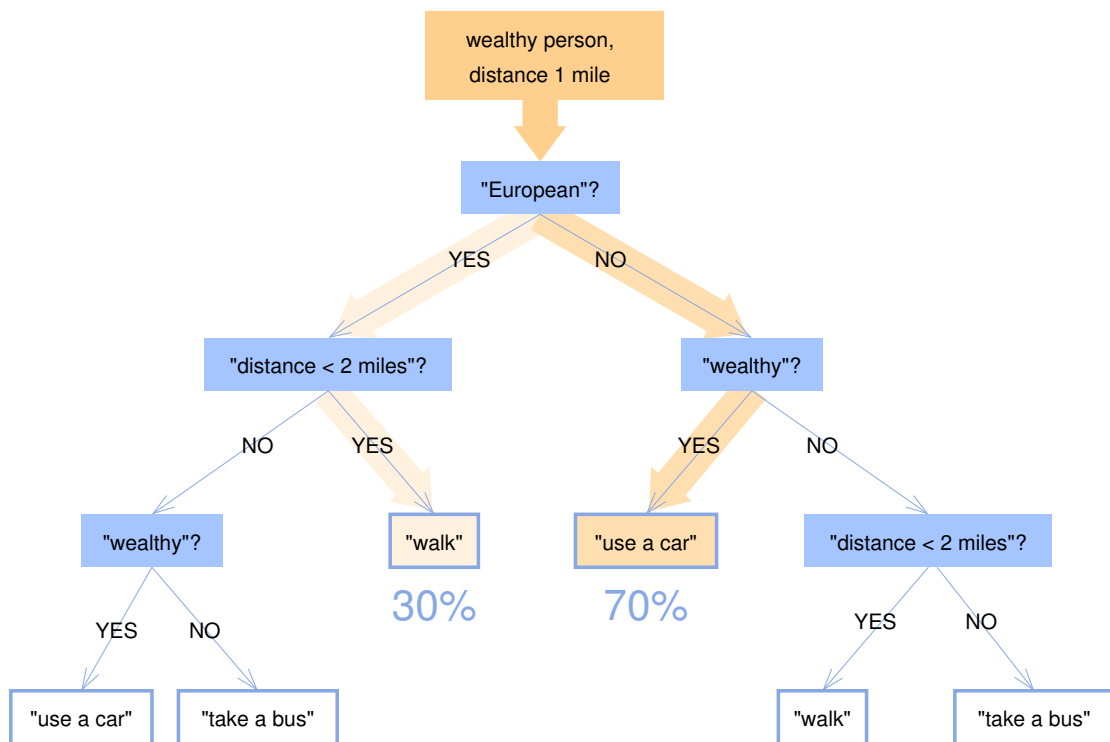 wealthy person,
distance 1 mile
"European"?
YES
NO
"distance < 2 miles"?
"wealthy"?
NO
YES
YES
NO
"wealthy"?
"walk"
"use a car"
"distance < 2 miles"?
30%
70%
YES
NO
YES
NO
"use a car"
"take a bus"
"walk"
"take a bus"